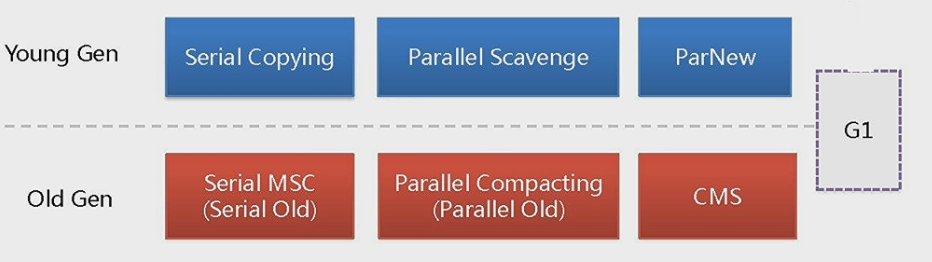 Young Gen
Serial Copying
Parallel Scavenge
ParNew
G1
Old Gen
Serial MSC
(Serial Old)
Parallel Compacting
(Parallel Old)
CMS